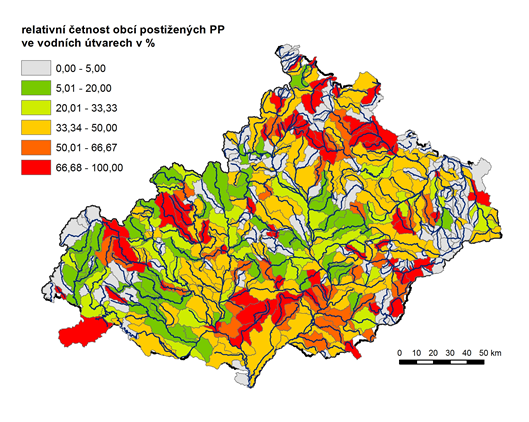 relativní četnost obcí postižených PP
ve vodních útvarech v %
0,00 - 5,00
5,01 - 20,00
20,01 - 33,33
33,34 - 50,00
50,01 - 66,67
66,68 - 100,00
0 10 20 30 40 50 km